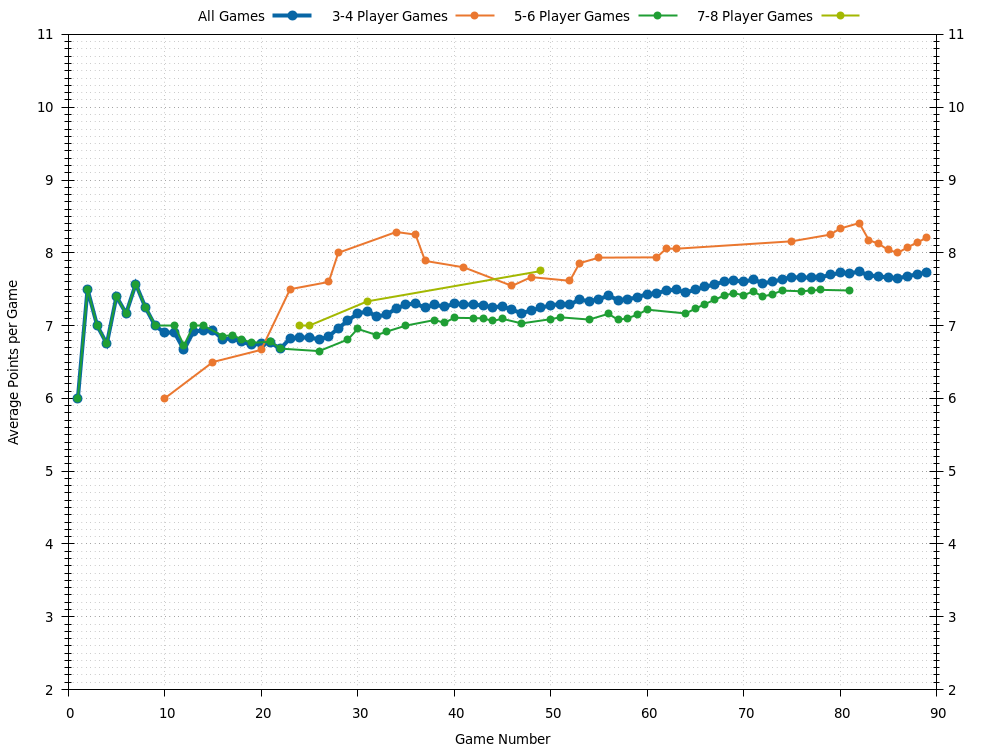 All Games 3-4 Player Games 5-6 Player Games 7-8 Player Games
11 11
10 10
9 9
8 8
7 7
6 6
5 5
4 4
3 3
2 2
Average Points per Game
0 10 20 30 40 50 60 70 80 90
Game Number